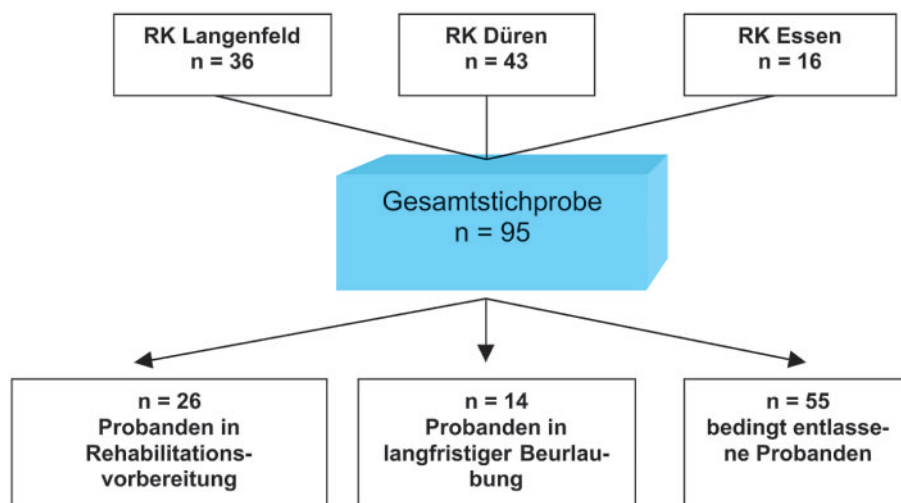 RK Langenfeld
n = 36
RK Düren
n = 43
RK Essen
n = 16
Gesamtstichprobe
n = 95
n = 26
Probanden in
Rehabilitations-
vorbereitung
n = 14
Probanden in
langfristiger Beurlau-
bung
n = 55
bedingt entlasse-
ne Probanden